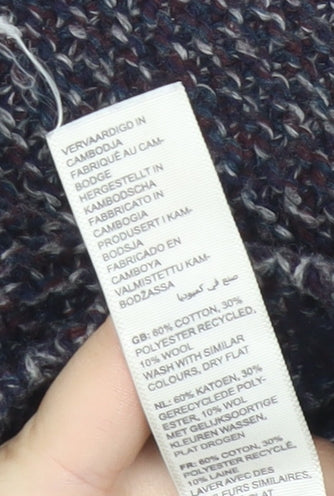 VERVAARDIGD IN
CAMBODJA
FABRIQUÉ AU CAM-
BODGE
HERGESTELLT IN
KAMBODSCHA
FABBRICATO IN
CAMBOGIA
PRODUSERT I KAM-
BODSJA
FABRICADO EN
CAMBOYA
VALMISTETTU KAM-
BODŽASSA
صنع في كمبوديا
GB: 60% COTTON, 30%
POLYESTER RECYCLED,
10% WOOL
WASH WITH SIMILAR
COLOURS, DRY FLAT
NL: 60% KATOEN, 30%
GERECYCLEDE POLY-
ESTER, 10% WOL
MET GELIJKSOORTIGE
KLEUREN WASSEN,
PLAT DROGEN
FR: 60% COTON, 30%
POLYESTER RECYCLÉ,
10% LAINE
LAVER AVEC DES
SIMILAIRES,